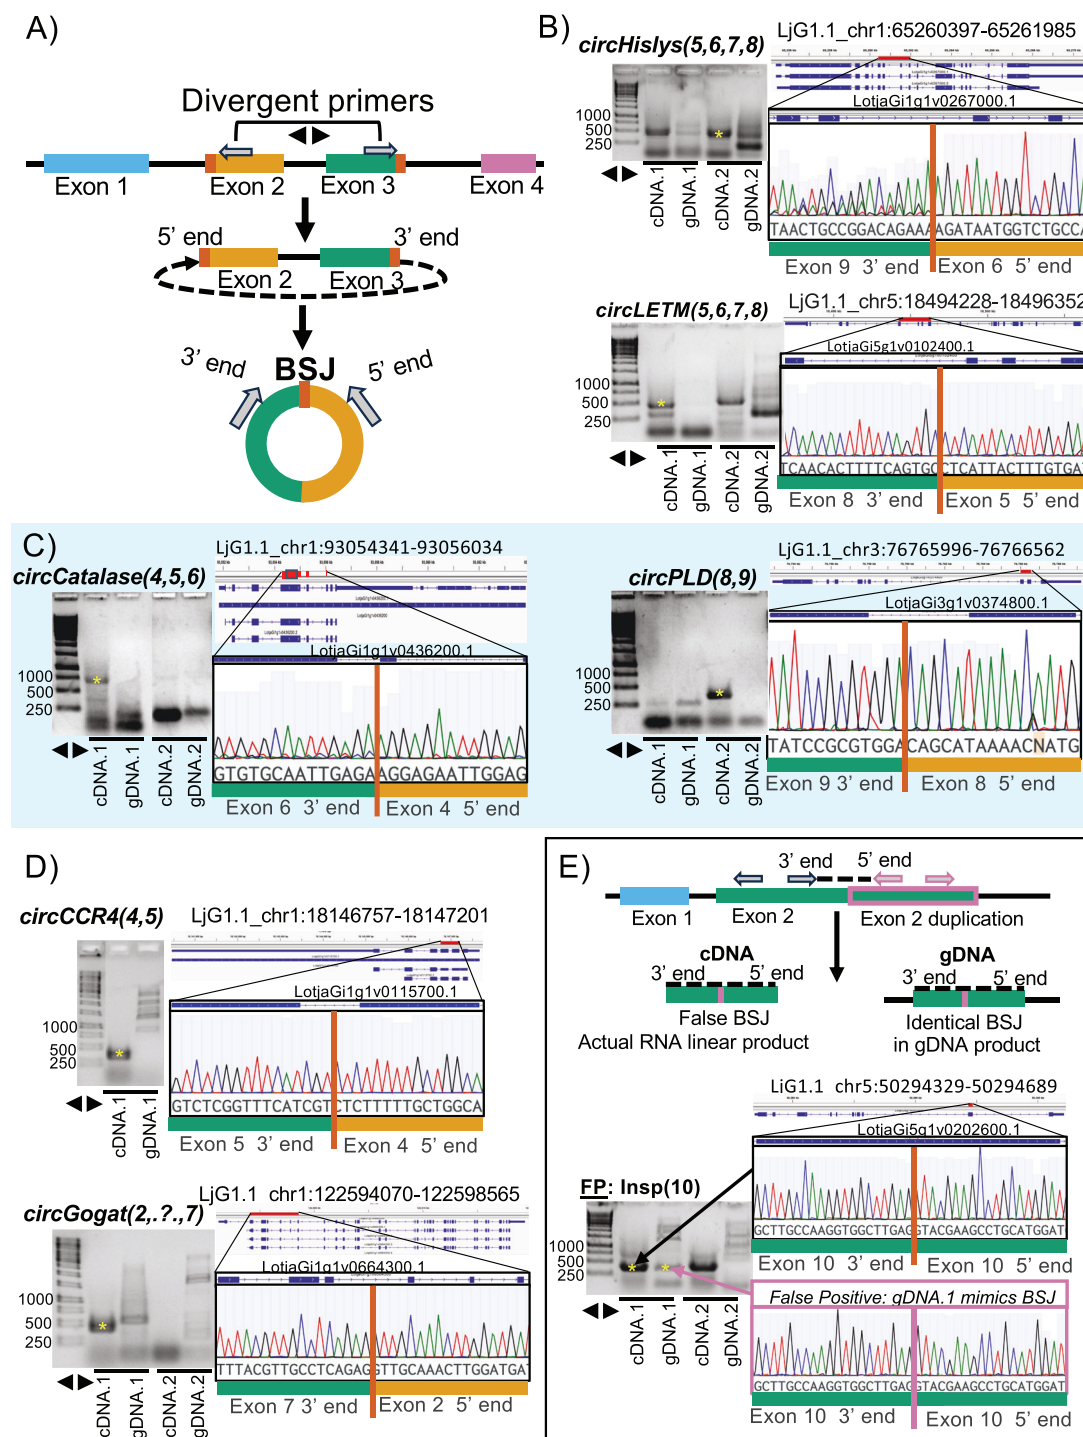 A)
Divergent primers
Exon 1
Exon 2
Exon 3
Exon 4
5’ end
3’ end
Exon 2
Exon 3
3’ end
BSJ
5’ end
B)
circHislys(5,6,7,8)
LjG1.1_chr1:65260397-65261985
LotjaGi1g1v0267000.1
1000
500
250
cDNA.1
gDNA.1
cDNA.2
gDNA.2
TAACTGCCGGACAGAAAAGATAATGGTCTGCCA
Exon 9 3’ end
Exon 6 5’ end
circLETM(5,6,7,8)
LjG1.1_chr5:18494228-18496352
LotjaGi5g1v0102400.1
1000
500
250
cDNA.1
gDNA.1
cDNA.2
gDNA.2
TCAACACTTTTCAGTGCCTCATTACTTTGTGAT
Exon 8 3’ end
Exon 5 5’ end
C)
circCatalase(4,5,6)
LjG1.1_chr1:93054341-93056034
LotjaGi1g1v0436200.1
1000
500
250
cDNA.1
gDNA.1
cDNA.2
gDNA.2
GTGTGCAATTGAGAAGGAGAATTGGAG
Exon 6 3’ end
Exon 4 5’ end
circPLD(8,9)
LjG1.1_chr3:76765996-76766562
LotjaGi3g1v0374800.1
1000
500
250
cDNA.1
gDNA.1
cDNA.2
gDNA.2
TATCCGCGTGGACAGCATAAAACNATG
Exon 9 3’ end
Exon 8 5’ end
D)
circCCR4(4,5)
LjG1.1_chr1:18146757-18147201
LotjaGi1g1v0115700.1
1000
500
250
cDNA.1
gDNA.1
GTCTCGGTTTCATCGTCTCTTTTTGCTGGCA
Exon 5 3’ end
Exon 4 5’ end
circGogat(2,.?.,7)
LjG1.1 chr1:122594070-122598565
LotjaGi1g1v0664300.1
1000
500
250
cDNA.1
gDNA.1
cDNA.2
gDNA.2
TTTACGTTGCCTCAGAGGTTGCAAACTTGGATGAT
Exon 7 3’ end
Exon 2 5’ end
E)
3’ end
5’ end
Exon 1
Exon 2
Exon 2 duplication
cDNA
3’ end
5’ end
False BSJ
Actual RNA linear product
gDNA
3’ end
5’ end
Identical BSJ
in gDNA product
LiG1.1 chr5:50294329-50294689
LotjaGi5g1v0202600.1
FP: Insp(10)
1000
500
250
cDNA.1
gDNA.1
cDNA.2
gDNA.2
GCTTGCCAAGGTGGCTTGAGGTACGAAGCCTGCATGGAT
Exon 10 3’ end
Exon 10 5’ end
False Positive: gDNA.1 mimics BSJ
GCTTGCCAAGGTGGCTTGAGGTACGAAGCCTGCATGGAT
Exon 10 3’ end
Exon 10 5’ end